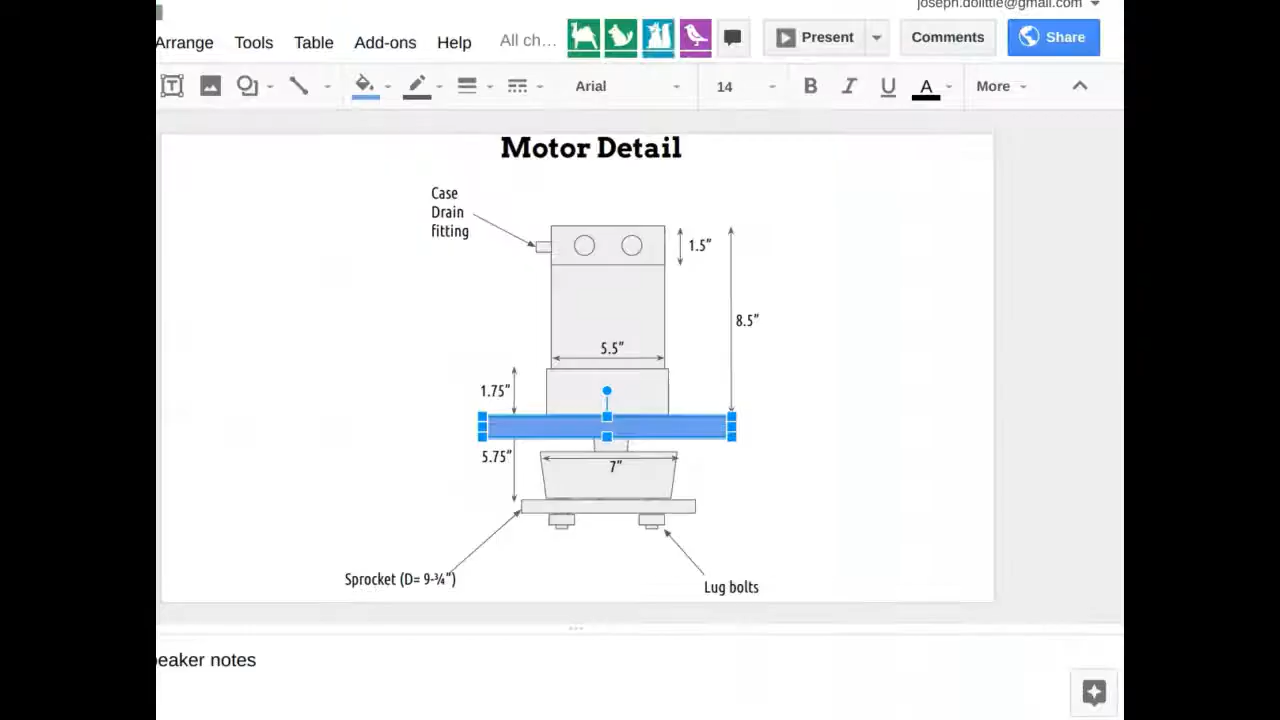 joseph.dolittle@gmail.com
Arrange Tools Table Add-ons Help All ch... Present Comments Share
Arial 14 B I U A More
Motor Detail
Case
Drain
fitting
1.5"
8.5"
5.5"
1.75"
5.75"
7"
Sprocket (D= 9-¾")
Lug bolts
peaker notes